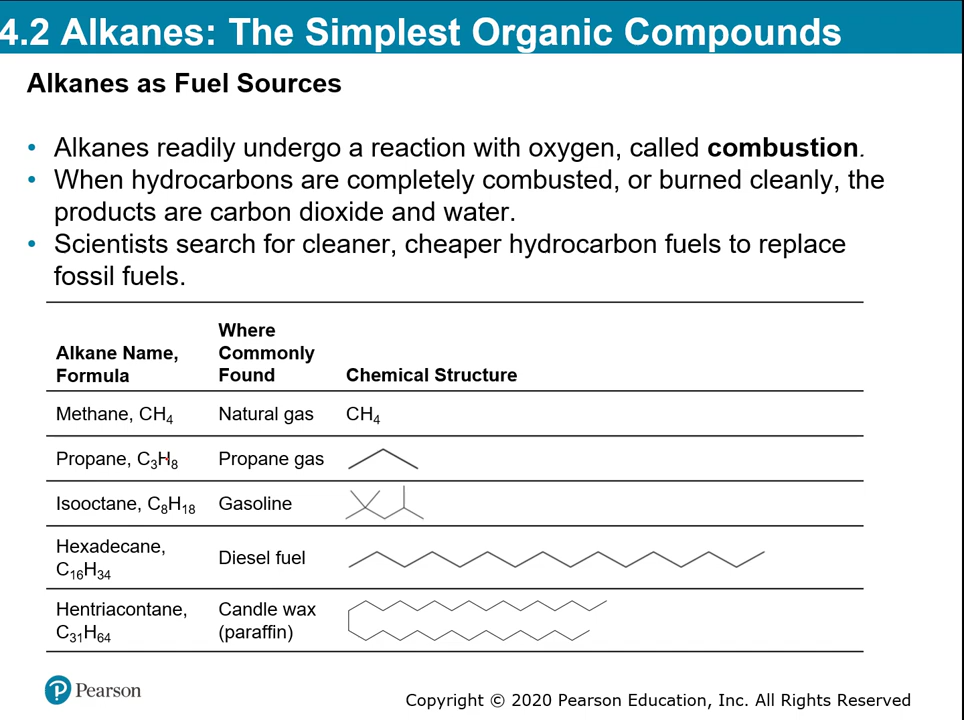 4.2 Alkanes: The Simplest Organic Compounds
Alkanes as Fuel Sources
• Alkanes readily undergo a reaction with oxygen, called combustion.
• When hydrocarbons are completely combusted, or burned cleanly, the
products are carbon dioxide and water.
• Scientists search for cleaner, cheaper hydrocarbon fuels to replace
fossil fuels.
Alkane Name,
Formula
Where
Commonly
Found
Chemical Structure
Methane, CH₄
Natural gas
CH₄
Propane, C₃H₈
Propane gas
Isooctane, C₈H₁₈
Gasoline
Hexadecane,
C₁₆H₃₄
Diesel fuel
Hentriacontane,
C₃₁H₆₄
Candle wax
(paraffin)
P Pearson
Copyright © 2020 Pearson Education, Inc. All Rights Reserved